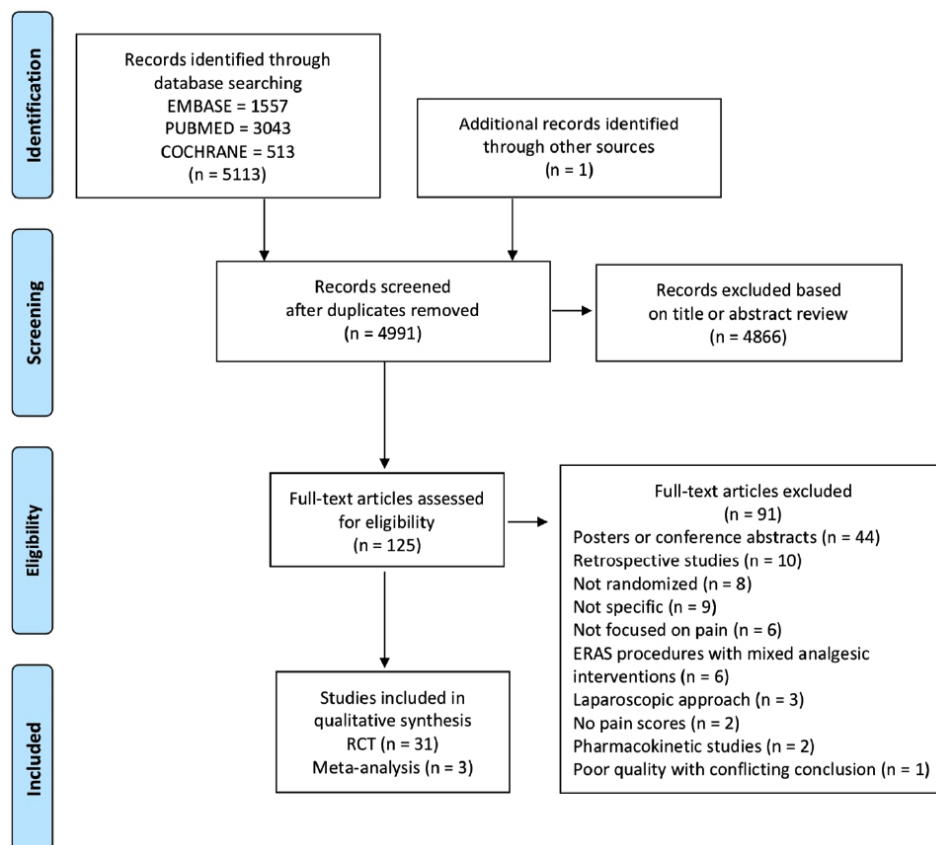 Identification
Records identified through
database searching
EMBASE = 1557
PUBMED = 3043
COCHRANE = 513
(n = 5113)
Additional records identified
through other sources
(n = 1)
Screening
Records screened
after duplicates removed
(n = 4991)
Records excluded based
on title or abstract review
(n = 4866)
Eligibility
Full-text articles assessed
for eligibility
(n = 125)
Full-text articles excluded
(n = 91)
Posters or conference abstracts (n = 44)
Retrospective studies (n = 10)
Not randomized (n = 8)
Not specific (n = 9)
Not focused on pain (n = 6)
ERAS procedures with mixed analgesic
interventions (n = 6)
Laparoscopic approach (n = 3)
No pain scores (n = 2)
Pharmacokinetic studies (n = 2)
Poor quality with conflicting conclusion (n = 1)
Included
Studies included in
qualitative synthesis
RCT (n = 31)
Meta-analysis (n = 3)